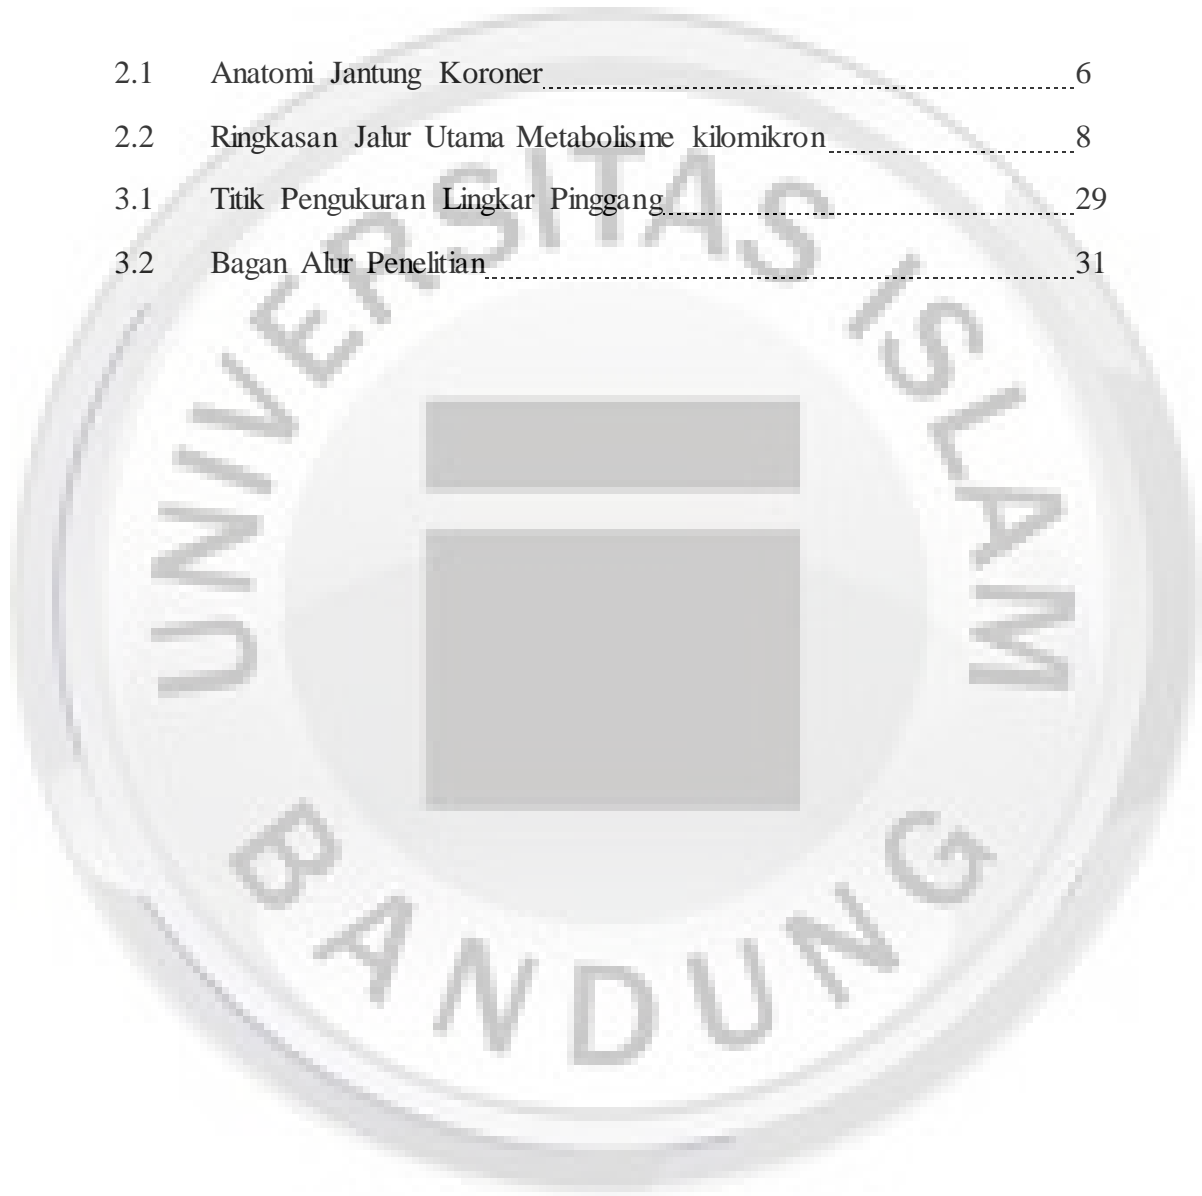 2.1 Anatomi Jantung Koroner 6
2.2 Ringkasan Jalur Utama Metabolisme kilomikron 8
3.1 Titik Pengukuran Lingkar Pinggang 29
3.2 Bagan Alur Penelitian 31
UNIVERSITAS ISLAM
BANDUNG